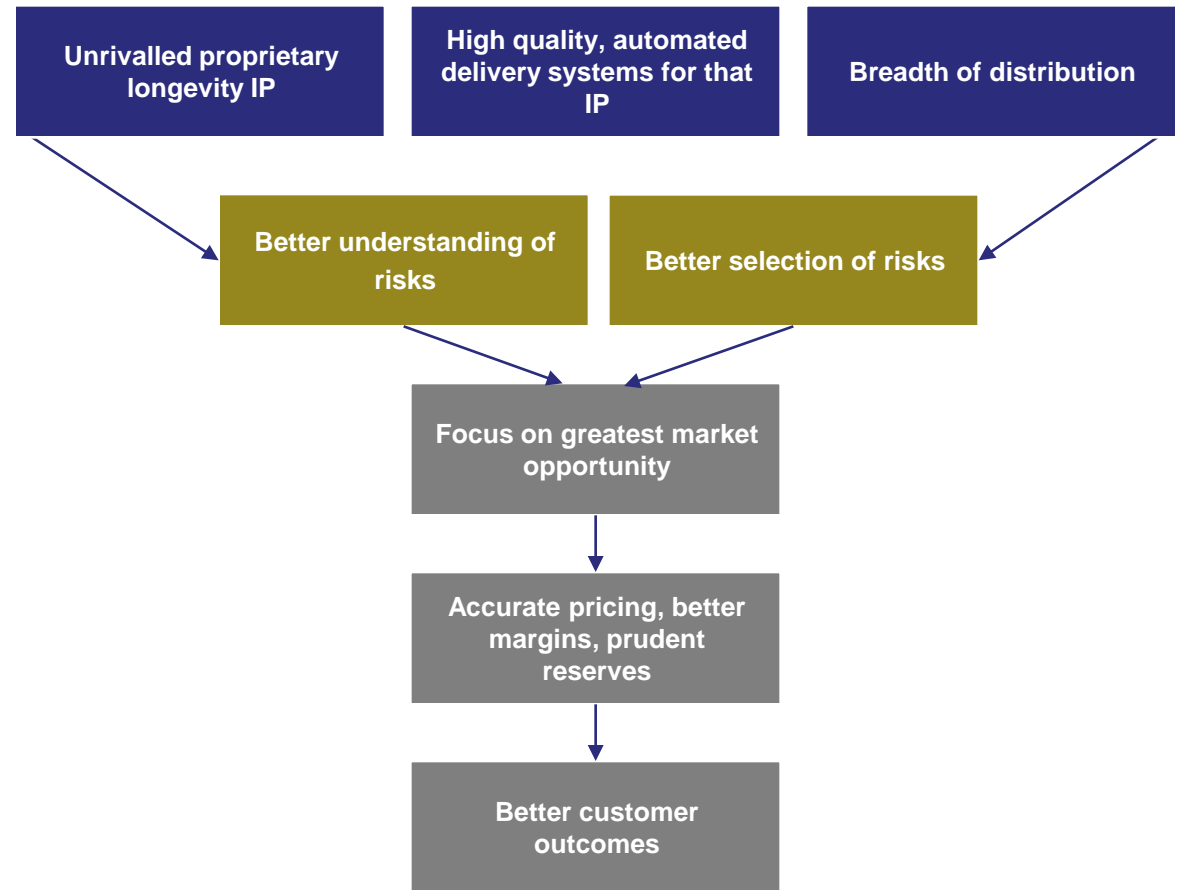 Unrivalled proprietary
longevity IP
High quality, automated
delivery systems for that
IP
Breadth of distribution
Better understanding of
risks
Better selection of risks
Focus on greatest market
opportunity
Accurate pricing, better
margins, prudent
reserves
Better customer
outcomes